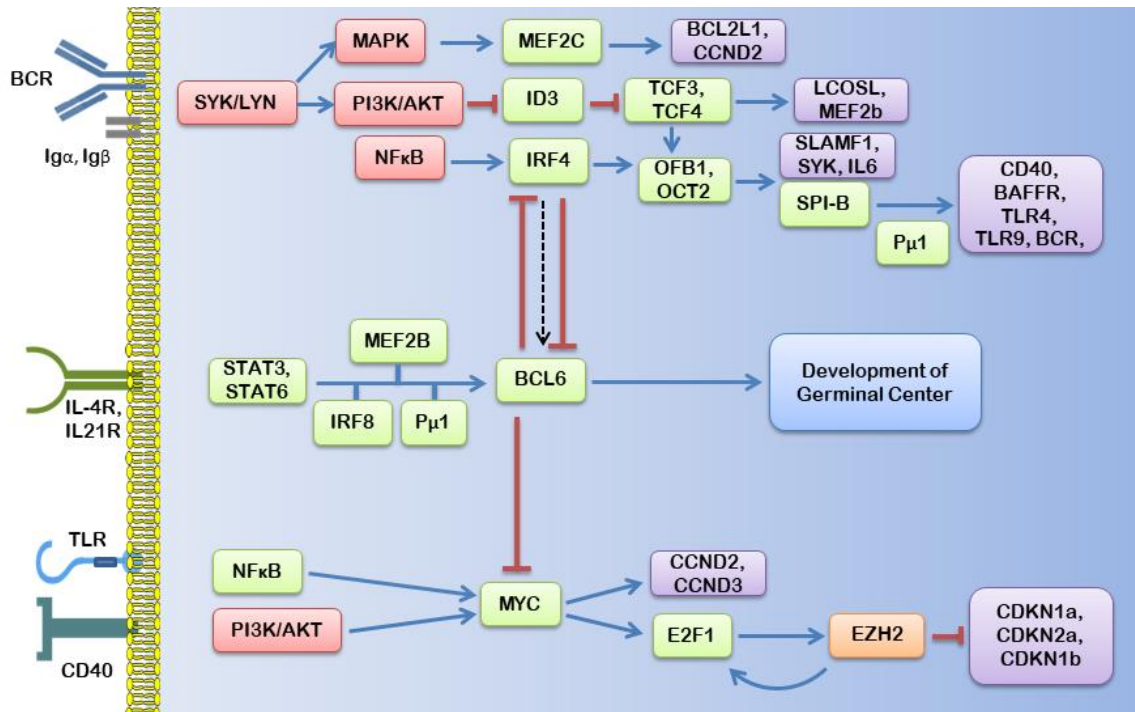 BCR
Igα, Igβ
SYK/LYN
MAPK
MEF2C
BCL2L1,
CCND2
PI3K/AKT
ID3
TCF3,
TCF4
LCOSL,
MEF2b
NFκB
IRF4
OFB1,
OCT2
SLAMF1,
SYK, IL6
SPI-B
Pμ1
CD40,
BAFFR,
TLR4,
TLR9, BCR,
IL-4R,
IL21R
STAT3,
STAT6
MEF2B
IRF8
Pμ1
BCL6
Development of
Germinal Center
TLR
CD40
NFκB
PI3K/AKT
MYC
CCND2,
CCND3
E2F1
EZH2
CDKN1a,
CDKN2a,
CDKN1b